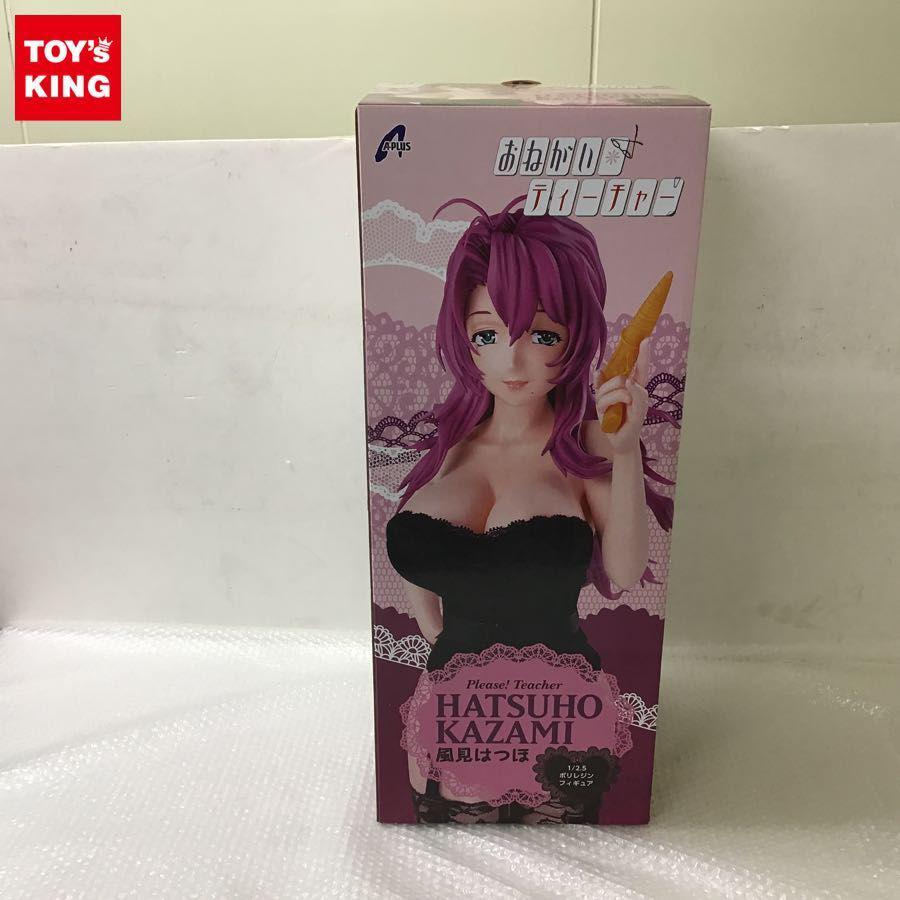 TOY's
KING
A-PLUS
おねがい*
ティーチャー
Please! Teacher
HATSUHO
KAZAMI
風見はつほ
1/2.5
ポリレジン
フィギュア